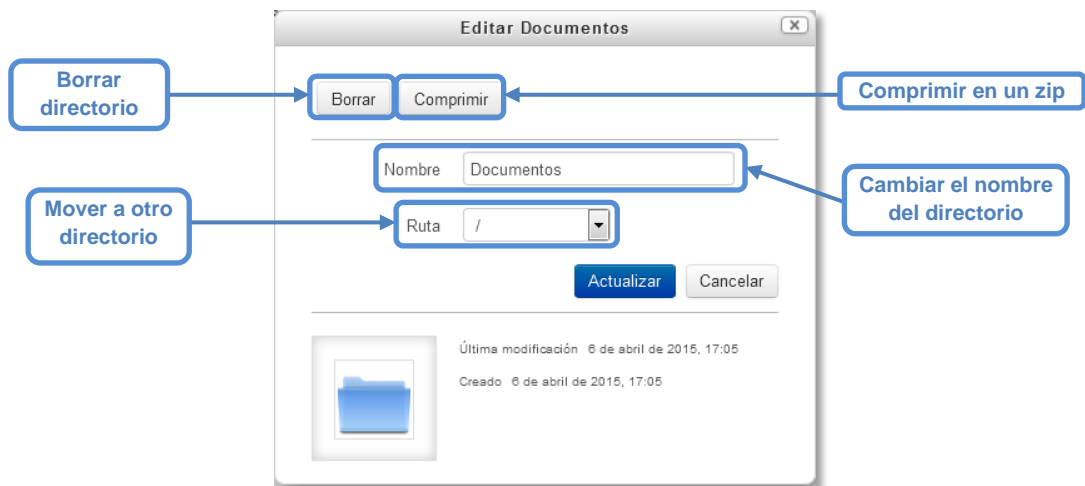 Editar Documentos
Borrar
directorio
Borrar
Comprimir
Comprimir en un zip
Nombre
Documentos
Cambiar el nombre
del directorio
Mover a otro
directorio
Ruta
/
Actualizar
Cancelar
Última modificación 6 de abril de 2015, 17:05
Creado 6 de abril de 2015, 17:05